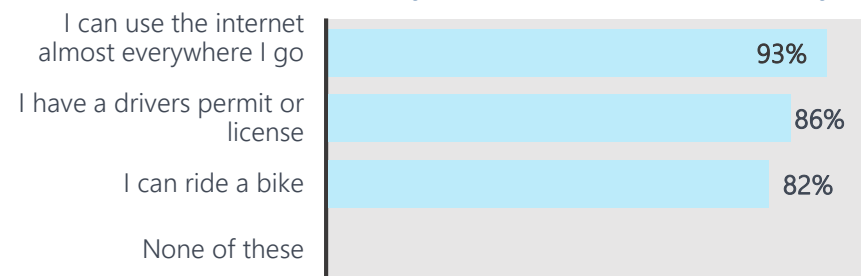 I can use the internet
almost everywhere I go
93%
I have a drivers permit or
license
86%
I can ride a bike
82%
None of these